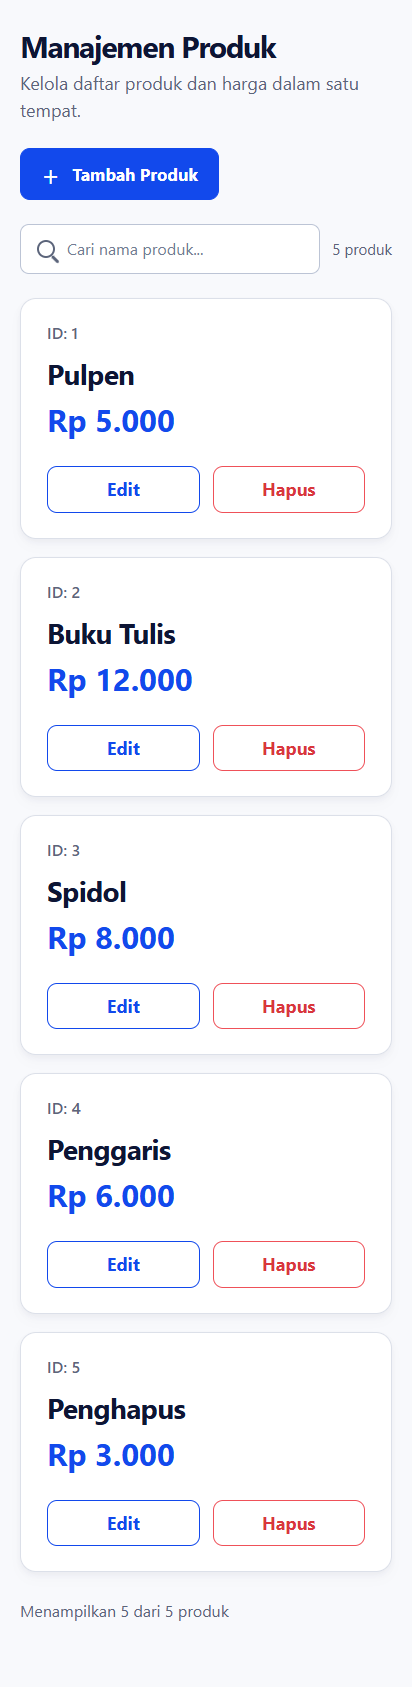 Manajemen Produk
Kelola daftar produk dan harga dalam satu
tempat.
+ Tambah Produk
Cari nama produk...
5 produk
ID: 1
Pulpen
Rp 5.000
Edit
Hapus
ID: 2
Buku Tulis
Rp 12.000
Edit
Hapus
ID: 3
Spidol
Rp 8.000
Edit
Hapus
ID: 4
Penggaris
Rp 6.000
Edit
Hapus
ID: 5
Penghapus
Rp 3.000
Edit
Hapus
Menampilkan 5 dari 5 produk